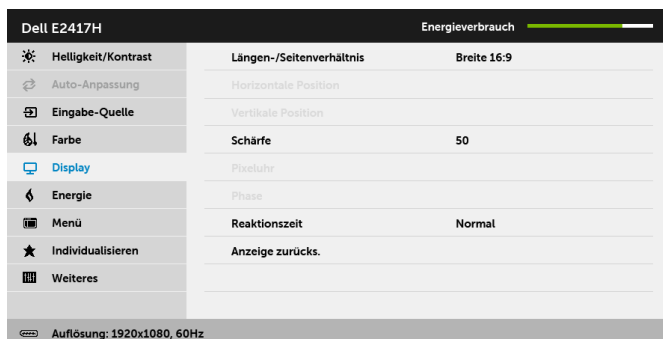 Dell E2417H Energieverbrauch
Helligkeit/Kontrast Längen-/Seitenverhältnis Breite 16:9
Auto-Anpassung Horizontale Position
Eingabe-Quelle Vertikale Position
Farbe Schärfe 50
Display Pixeluhr
Energie Phase
Menü Reaktionszeit Normal
Individualisieren Anzeige zurücks.
Weiteres
Auflösung: 1920x1080, 60Hz